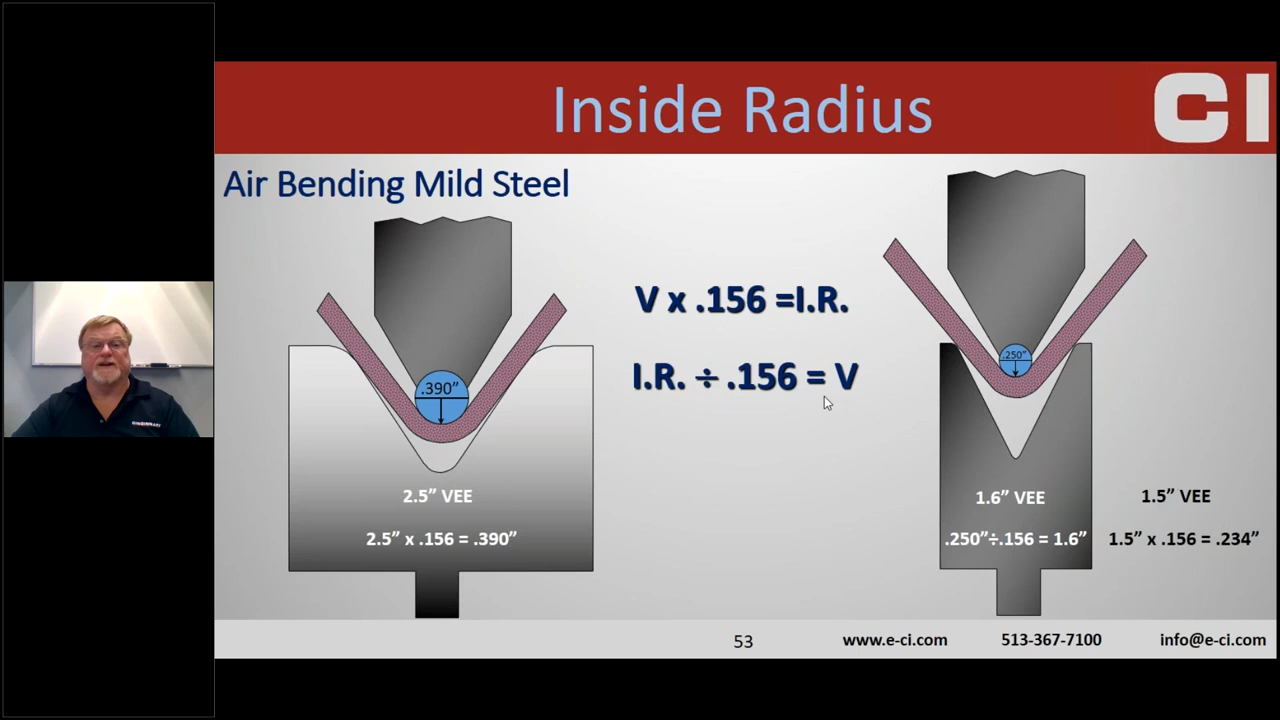 Inside Radius
CI
Air Bending Mild Steel
V x .156 =I.R.
I.R. ÷ .156 = V
.390”
.250”
2.5” VEE
2.5” x .156 = .390”
1.6” VEE
.250”÷.156 = 1.6”
1.5” VEE
1.5” x .156 = .234”
53
www.e-ci.com
513-367-7100
info@e-ci.com